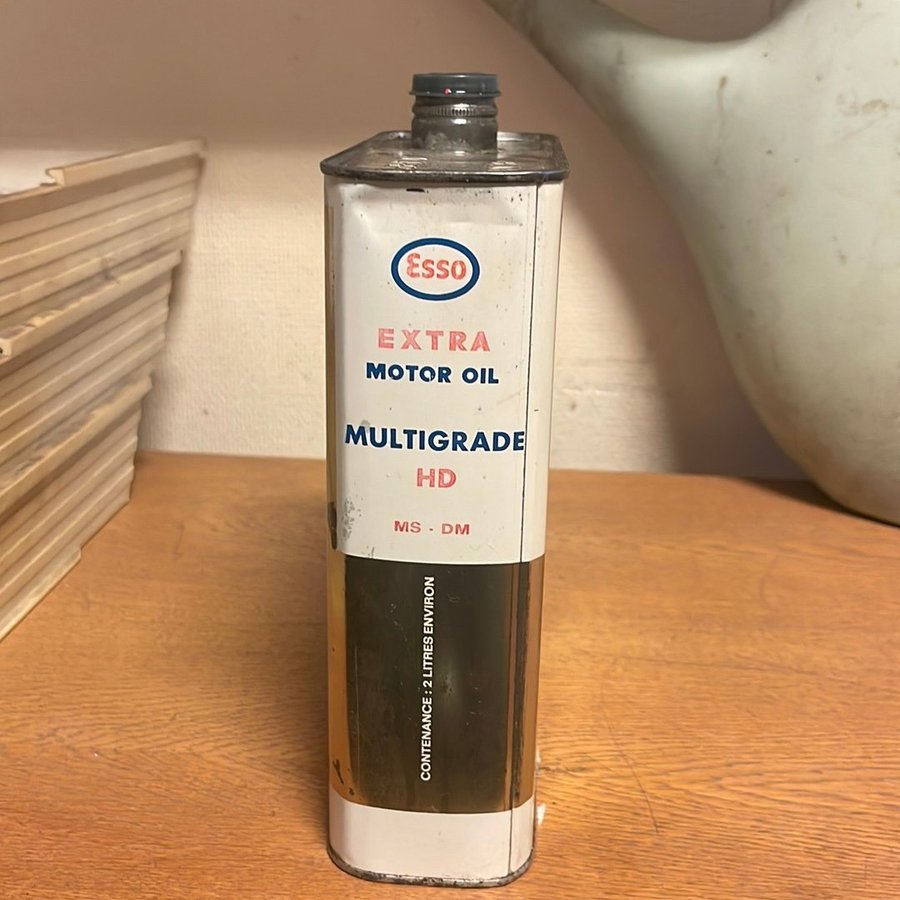 Esso
EXTRA
MOTOR OIL
MULTIGRADE
HD
MS - DM
CONTENANCE : 2 LITRES ENVIRON